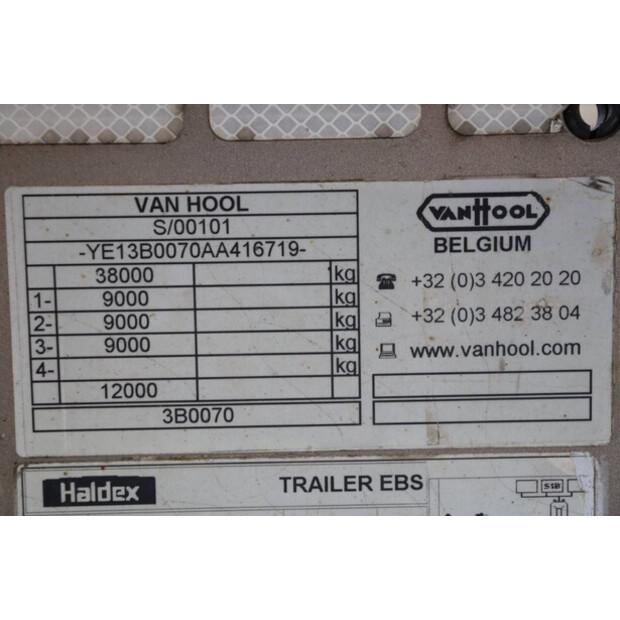 VAN HOOL
S/00101
-YE13B0070AA416719-
38000 kg
1- 9000 kg
2- 9000 kg
3- 9000 kg
4- kg
12000
3B0070
VANHOOL
BELGIUM
+32 (0)3 420 20 20
+32 (0)3 482 38 04
www.vanhool.com
Haldex
TRAILER EBS